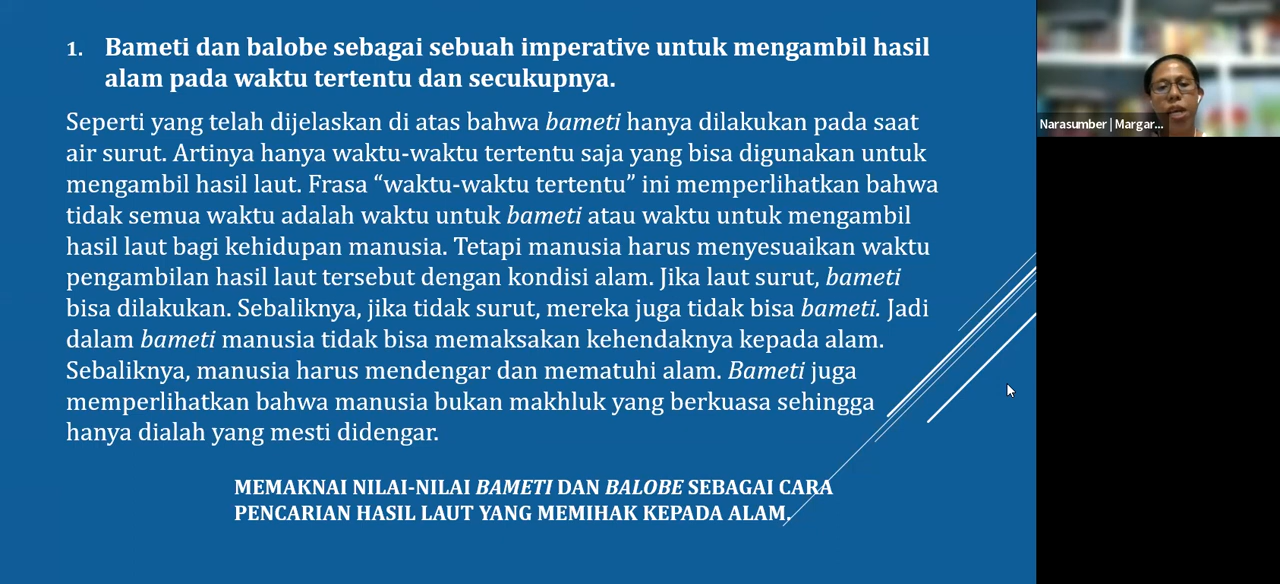 1. Bameti dan balobe sebagai sebuah imperative untuk mengambil hasil
alam pada waktu tertentu dan secukupnya.
Seperti yang telah dijelaskan di atas bahwa bameti hanya dilakukan pada saat
air surut. Artinya hanya waktu-waktu tertentu saja yang bisa digunakan untuk
mengambil hasil laut. Frasa “waktu-waktu tertentu” ini memperlihatkan bahwa
tidak semua waktu adalah waktu untuk bameti atau waktu untuk mengambil
hasil laut bagi kehidupan manusia. Tetapi manusia harus menyesuaikan waktu
pengambilan hasil laut tersebut dengan kondisi alam. Jika laut surut, bameti
bisa dilakukan. Sebaliknya, jika tidak surut, mereka juga tidak bisa bameti. Jadi
dalam bameti manusia tidak bisa memaksakan kehendaknya kepada alam.
Sebaliknya, manusia harus mendengar dan mematuhi alam. Bameti juga
memperlihatkan bahwa manusia bukan makhluk yang berkuasa sehingga
hanya dialah yang mesti didengar.
MEMAKNAI NILAI-NILAI BAMETI DAN BALOBE SEBAGAI CARA
PENCARIAN HASIL LAUT YANG MEMIHAK KEPADA ALAM.
Narasumber | Margar...